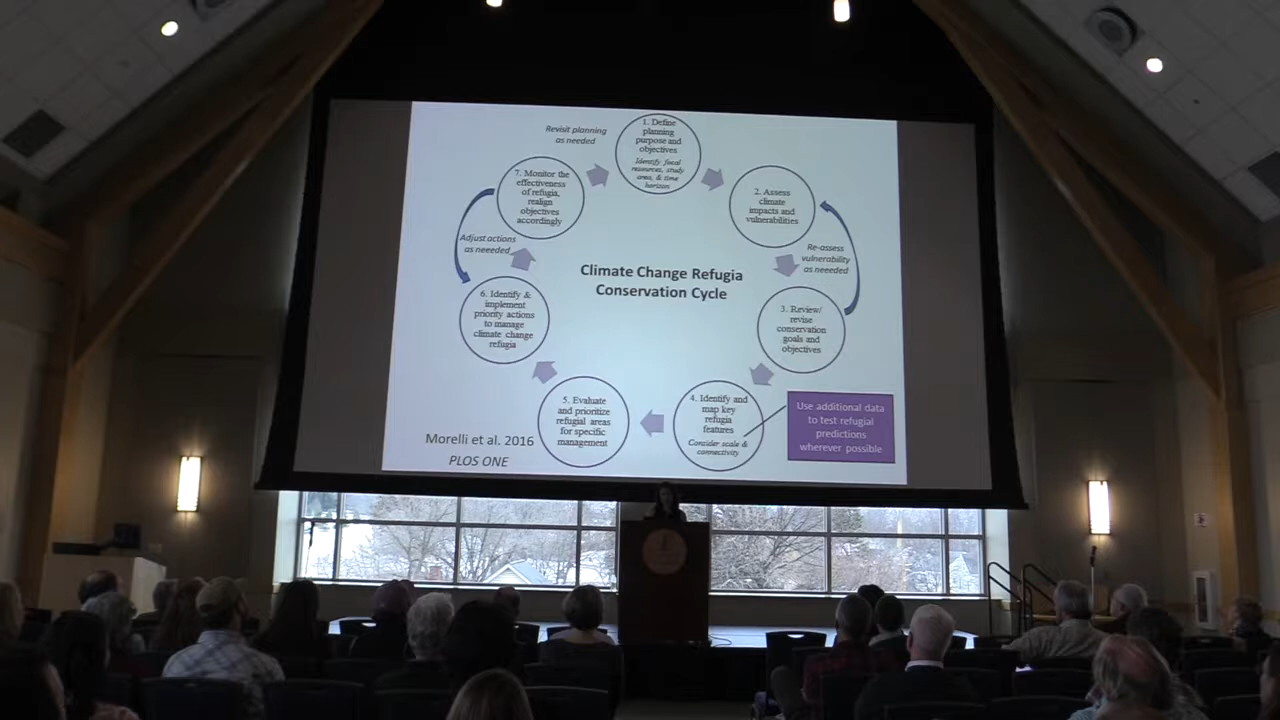 Revisit planning
as needed
1. Define
planning
purpose and
objectives
Identify focal
resources, study
area, & time
horizon
2. Assess
climate
impacts and
vulnerabilities
Re-assess
vulnerability
as needed
3. Review/
revise
conservation
goals and
objectives
4. Identify and
map key
refugia
features
Consider scale &
connectivity
Use additional data
to test refugial
predictions
wherever possible
5. Evaluate
and prioritize
refugial areas
for specific
management
6. Identify &
implement
priority actions
to manage
climate change
refugia
Adjust actions
as neeeded
7. Monitor the
effectiveness
of refugia,
realign
objectives
accordingly
Climate Change Refugia
Conservation Cycle
Morelli et al. 2016
PLOS ONE